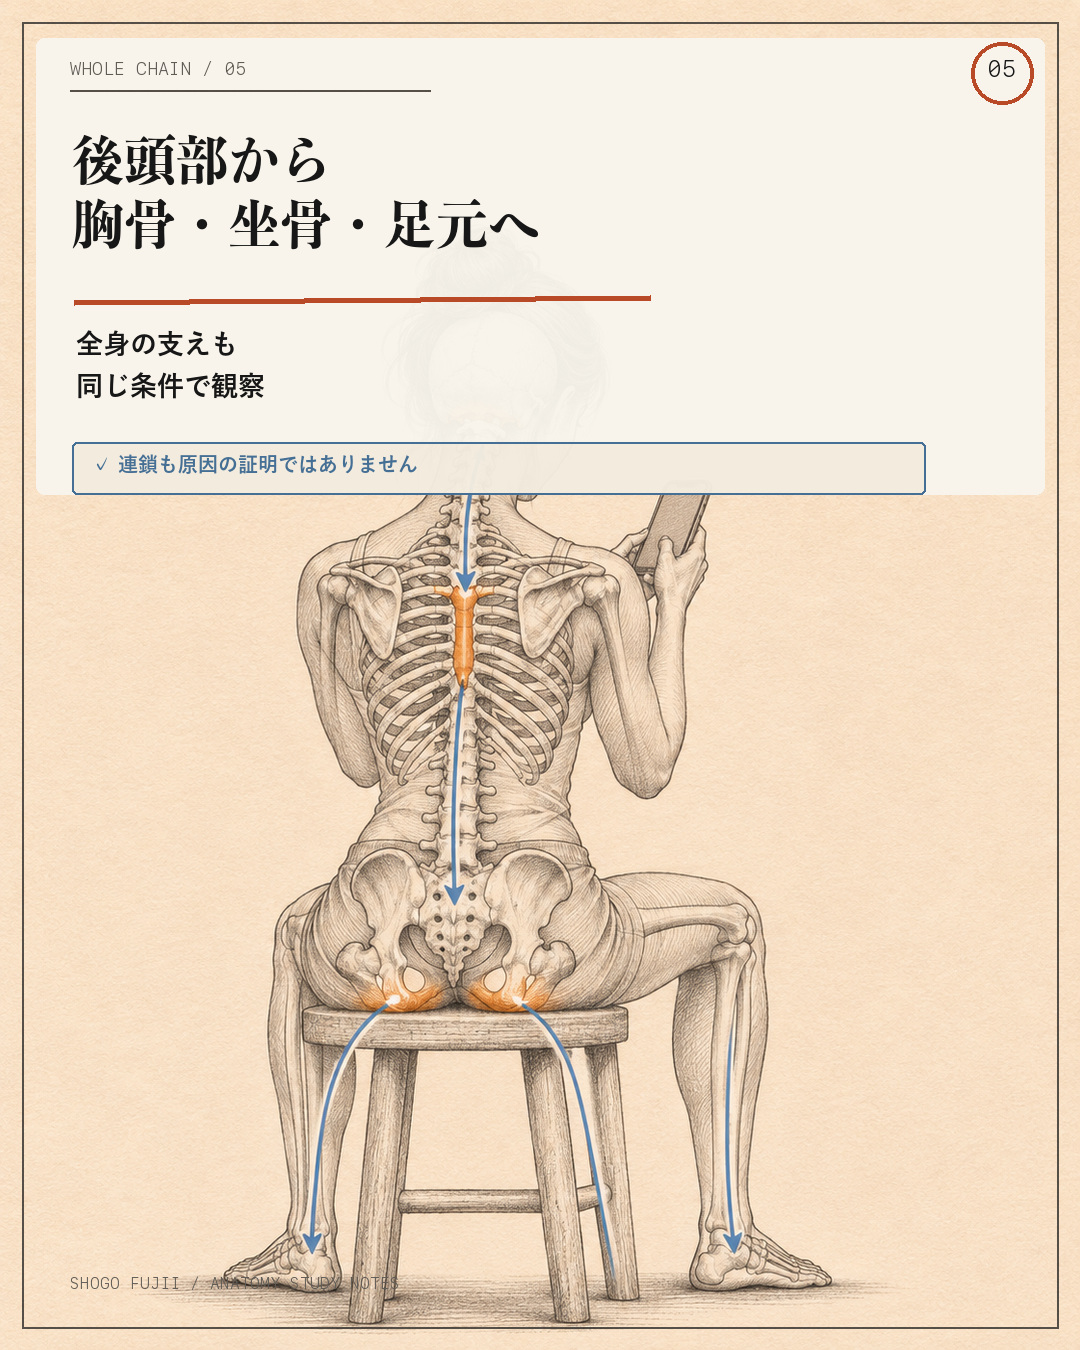 WHOLE CHAIN / 05
05
後頭部から
胸骨・坐骨・足元へ
全身の支えも
同じ条件で観察
✓ 連鎖も原因の証明ではありません
SHOGO FUJII / ANATOMY STUDY NOTES